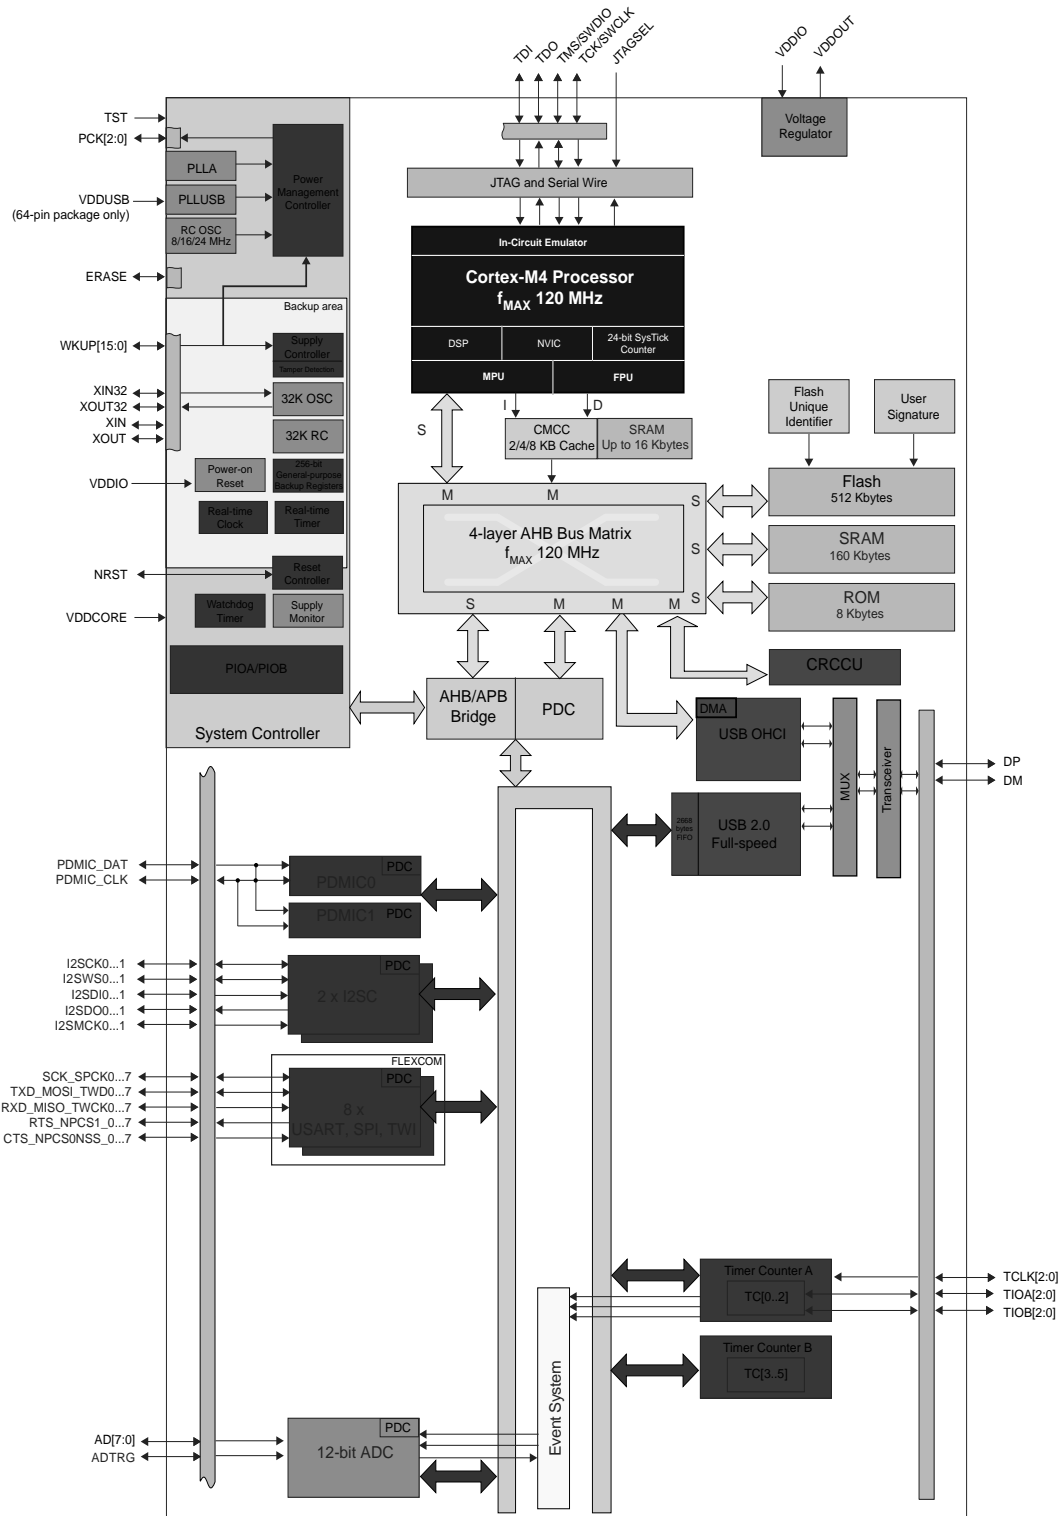 TDI
TDO
TMS/SWDIO
TCK/SWCLK
JTAGSEL
VDDIO
VDDOUT
TST
PCK[2:0]
VDDUSB
(64-pin package only)
ERASE
WKUP[15:0]
XIN32
XOUT32
XIN
XOUT
VDDIO
NRST
VDDCORE
PLLA
PLLUSB
RC OSC
8/16/24 MHz
Power
Management
Controller
Backup area
Supply
Controller
Tamper Detection
32K OSC
32K RC
Power-on
Reset
256-bit
General-purpose
Backup Registers
Real-time
Clock
Real-time
Timer
Reset
Controller
Watchdog
Timer
Supply
Monitor
PIOA/PIOB
System Controller
Voltage
Regulator
JTAG and Serial Wire
In-Circuit Emulator
Cortex-M4 Processor
fMAX 120 MHz
DSP
NVIC
24-bit SysTick
Counter
MPU
FPU
S
I
D
CMCC
2/4/8 KB Cache
SRAM
Up to 16 Kbytes
Flash
Unique
Identifier
User
Signature
M
M
S
Flash
512 Kbytes
4-layer AHB Bus Matrix
fMAX 120 MHz
S
SRAM
160 Kbytes
S
ROM
8 Kbytes
S
M
M
M
CRCCU
AHB/APB
Bridge
PDC
DMA
USB OHCI
MUX
Transceiver
DP
DM
2668
bytes
FIFO
USB 2.0
Full-speed
PDMIC_DAT
PDMIC_CLK
PDC
PDMIC0
PDMIC1
PDC
I2SCK0...1
I2SWS0...1
I2SDI0...1
I2SDO0...1
I2SMCK0...1
PDC
2 x I2SC
FLEXCOM
SCK_SPCK0...7
TXD_MOSI_TWD0...7
RXD_MISO_TWCK0...7
RTS_NPCS1_0...7
CTS_NPCS0NSS_0...7
PDC
8 x
USART, SPI, TWI
Timer Counter A
TC[0..2]
TCLK[2:0]
TIOA[2:0]
TIOB[2:0]
Timer Counter B
TC[3..5]
Event System
AD[7:0]
ADTRG
PDC
12-bit ADC